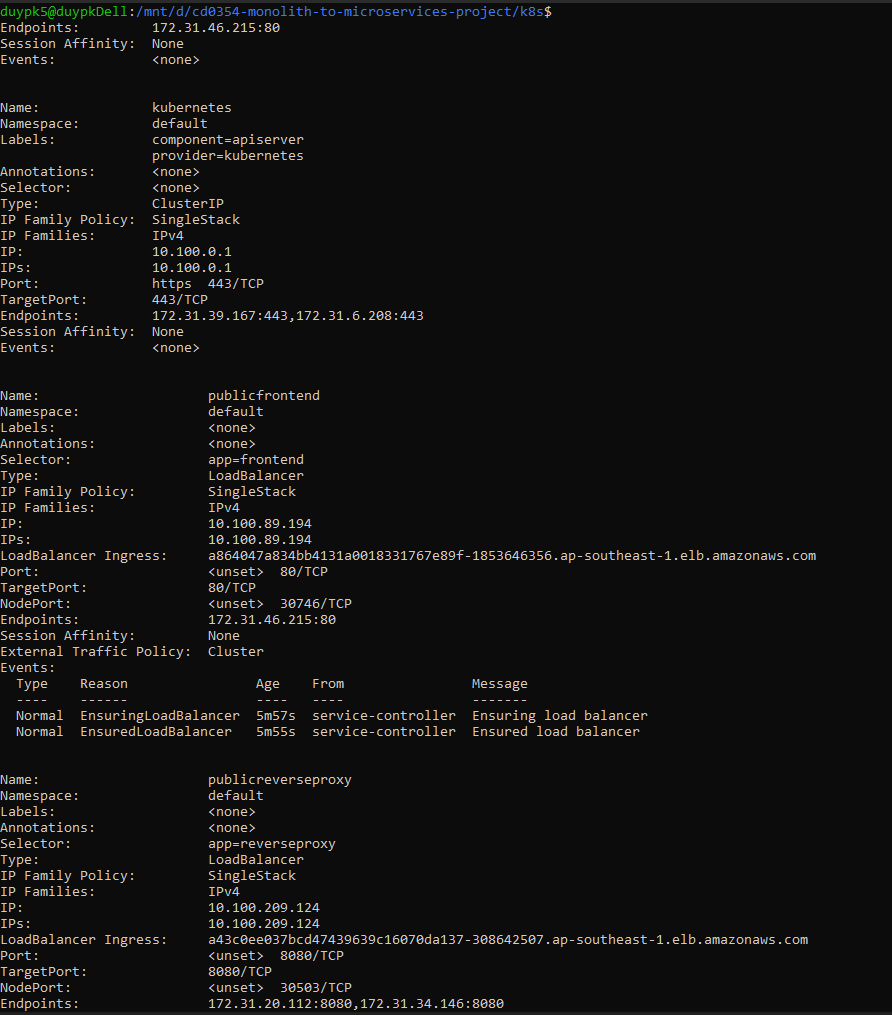 duypk5@duypkDell:/mnt/d/cd0354-monolith-to-microservices-project/k8s$
Endpoints:         172.31.46.215:80
Session Affinity:  None
Events:            <none>


Name:              kubernetes
Namespace:         default
Labels:            component=apiserver
                   provider=kubernetes
Annotations:       <none>
Selector:          <none>
Type:              ClusterIP
IP Family Policy:  SingleStack
IP Families:       IPv4
IP:                10.100.0.1
IPs:               10.100.0.1
Port:              https  443/TCP
TargetPort:        443/TCP
Endpoints:         172.31.39.167:443,172.31.6.208:443
Session Affinity:  None
Events:            <none>


Name:                     publicfrontend
Namespace:                default
Labels:                   <none>
Annotations:              <none>
Selector:                 app=frontend
Type:                     LoadBalancer
IP Family Policy:         SingleStack
IP Families:              IPv4
IP:                       10.100.89.194
IPs:                      10.100.89.194
LoadBalancer Ingress:     a864047a834bb4131a0018331767e89f-1853646356.ap-southeast-1.elb.amazonaws.com
Port:                     <unset>  80/TCP
TargetPort:               80/TCP
NodePort:                 <unset>  30746/TCP
Endpoints:                172.31.46.215:80
Session Affinity:         None
External Traffic Policy:  Cluster
Events:
  Type    Reason                Age    From                Message
  ----    ------                ----   ----                -------
  Normal  EnsuringLoadBalancer  5m57s  service-controller  Ensuring load balancer
  Normal  EnsuredLoadBalancer   5m55s  service-controller  Ensured load balancer


Name:                     publicreverseproxy
Namespace:                default
Labels:                   <none>
Annotations:              <none>
Selector:                 app=reverseproxy
Type:                     LoadBalancer
IP Family Policy:         SingleStack
IP Families:              IPv4
IP:                       10.100.209.124
IPs:                      10.100.209.124
LoadBalancer Ingress:     a43c0ee037bcd47439639c16070da137-308642507.ap-southeast-1.elb.amazonaws.com
Port:                     <unset>  8080/TCP
TargetPort:               8080/TCP
NodePort:                 <unset>  30503/TCP
Endpoints:                172.31.20.112:8080,172.31.34.146:8080